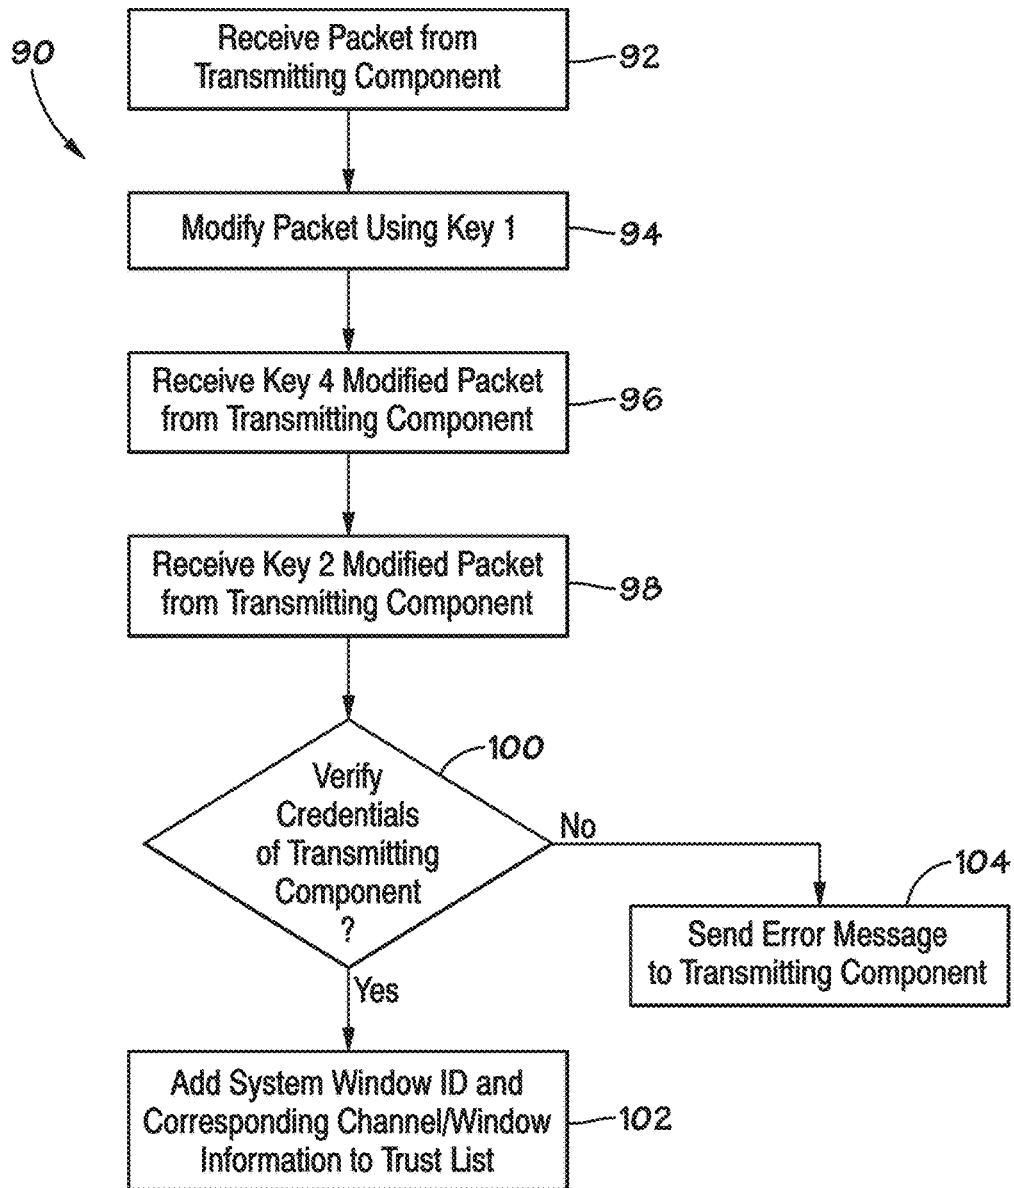 90
Receive Packet from
Transmitting Component
92
Modify Packet Using Key 1
94
Receive Key 4 Modified Packet
from Transmitting Component
96
Receive Key 2 Modified Packet
from Transmitting Component
98
100
Verify
Credentials
of Transmitting
Component
?
No
104
Send Error Message
to Transmitting Component
Yes
Add System Window ID and
Corresponding Channel/Window
Information to Trust List
102